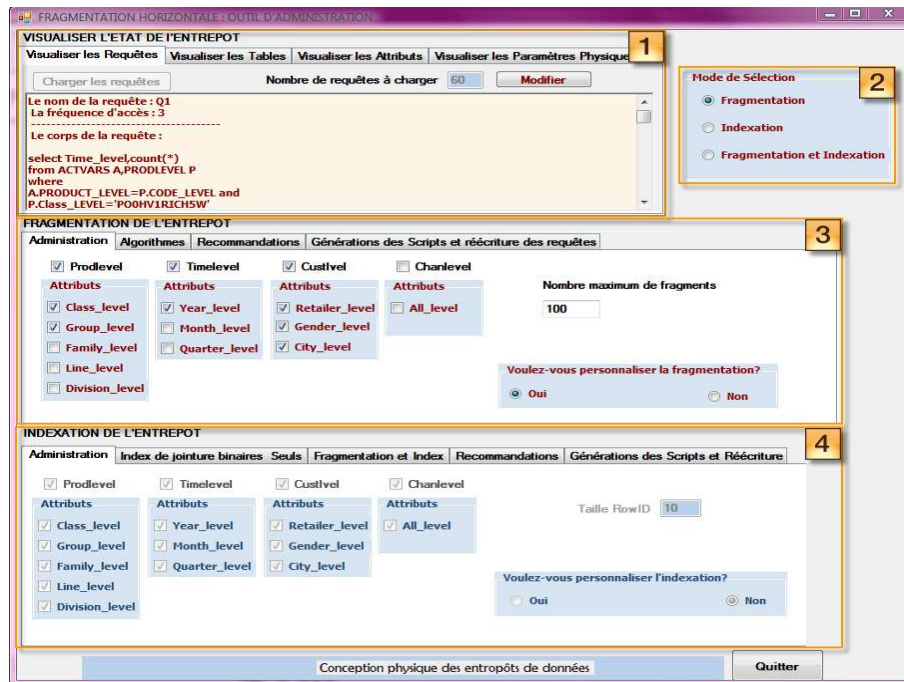 FRAGMENTATION HORIZONTALE : OUTIL D'ADMINISTRATION
VISUALISER L'ETAT DE l'ENTREPOT
1
Visualiser les Requêtes Visualiser les Tables Visualiser les Attributs Visualiser les Paramètres Physique
Charger les requêtes Nombre de requêtes à charger 60 Modifier
Le nom de la requête : Q1
La fréquence d'accès : 3
------------------------------------
Le corps de la requête :
select Time_level,count(*)
from ACTVARS A,PRODLEVEL P
where
A.PRODUCT_LEVEL=P.CODE_LEVEL and
P.Class_LEVEL='P00HV1RICH5W'
Mode de Sélection
2
Fragmentation
Indexation
Fragmentation et Indexation
FRAGMENTATION DE L'ENTREPOT
3
Administration Algorithmes Recommandations Générations des Scripts et réécriture des requêtes
Prodlevel Timelevel Custlvel Chanlevel
Attributs Attributs Attributs Attributs Nombre maximum de fragments
Class_level Year_level Retailer_level All_level 100
Group_level Month_level Gender_level
Family_level Quarter_level City_level
Line_level
Division_level
Voulez-vous personnaliser la fragmentation?
Oui Non
INDEXATION DE L'ENTREPOT
4
Administration Index de jointure binaires Seuls Fragmentation et Index Recommandations Générations des Scripts et Réécriture
Prodlevel Timelevel Custlvel Chanlevel
Attributs Attributs Attributs Attributs Taille RowID 10
Class_level Year_level Retailer_level All_level
Group_level Month_level Gender_level
Family_level Quarter_level City_level
Line_level
Division_level
Voulez-vous personnaliser l'indexation?
Oui Non
Conception physique des entropôts de données Quitter